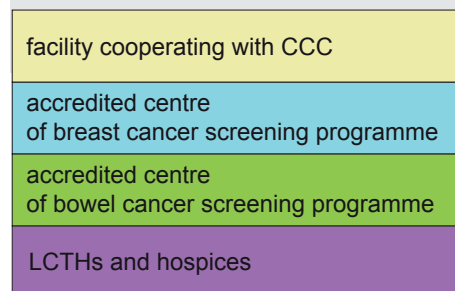 facility cooperating with CCC
accredited centre
of breast cancer screening programme
accredited centre
of bowel cancer screening programme
LCTHs and hospices